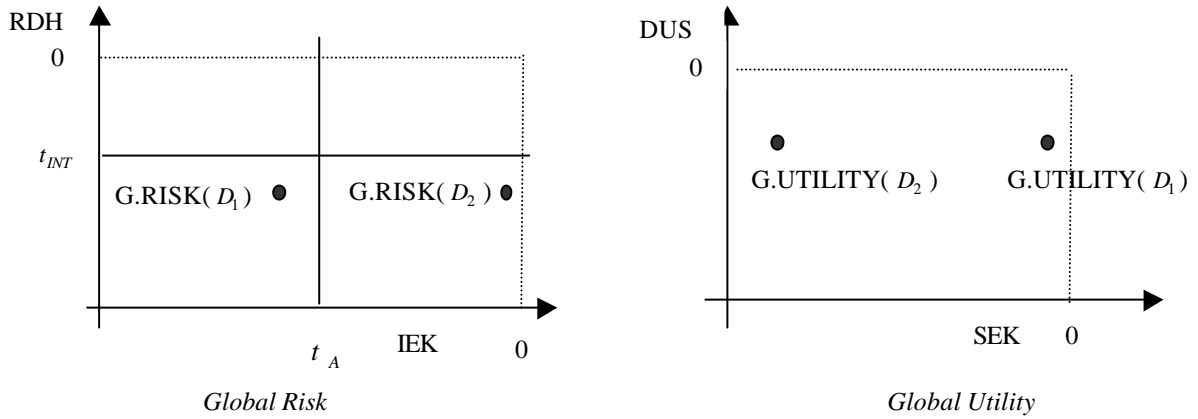 RDH
0
t_INT
G.RISK( D_1 )
G.RISK( D_2 )
t_A
IEK
0
Global Risk
DUS
0
G.UTILITY( D_2 )
G.UTILITY( D_1 )
SEK
0
Global Utility